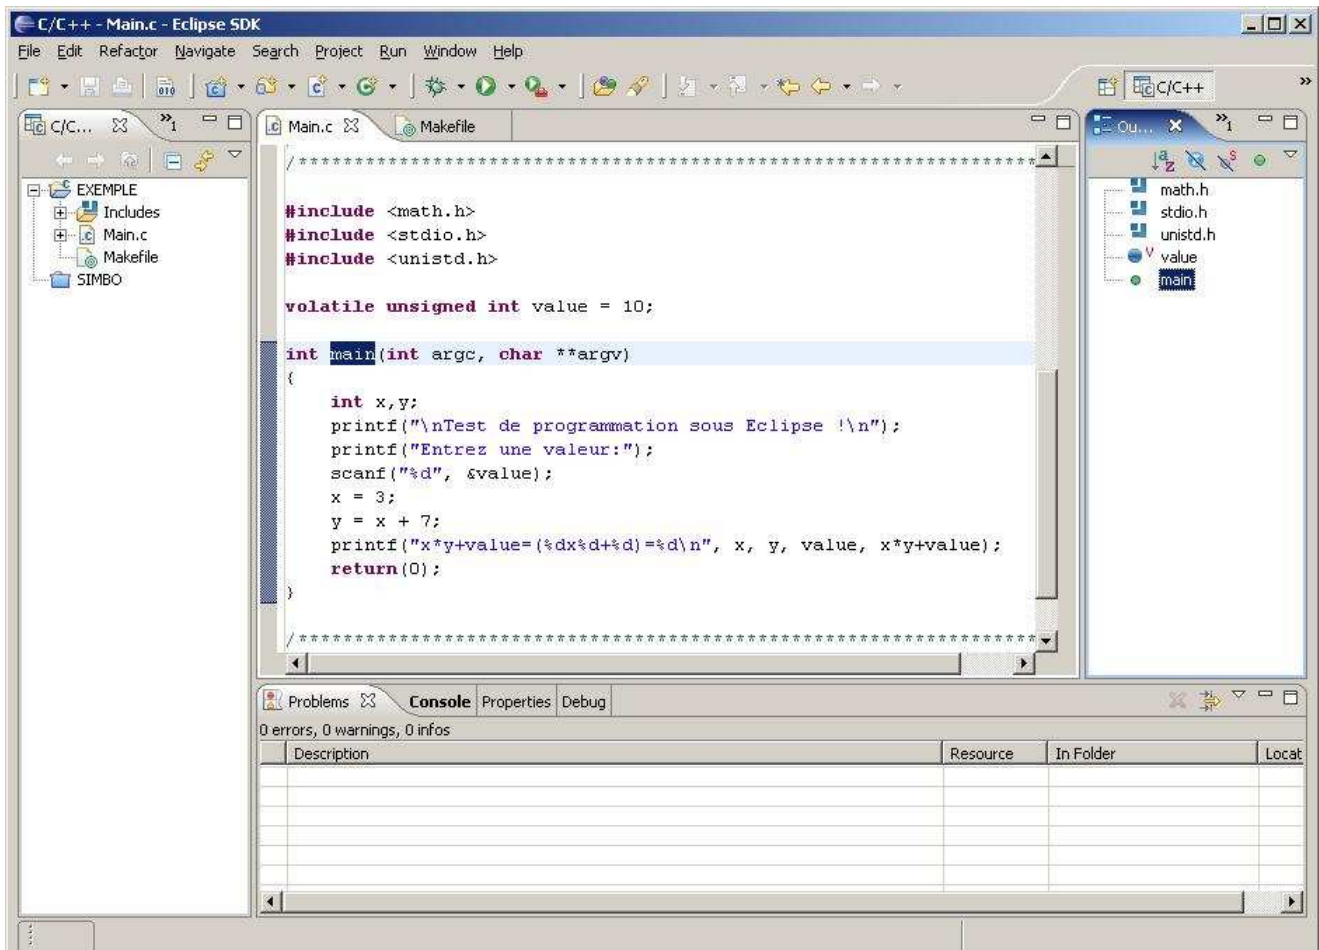 C/C++ - Main.c - Eclipse SDK
File Edit Refactor Navigate Search Project Run Window Help
C/C++
C/C...
EXEMPLE
Includes
Main.c
Makefile
SIMBO
Main.c
Makefile
/*******************************************************************
#include <math.h>
#include <stdio.h>
#include <unistd.h>
volatile unsigned int value = 10;
int main(int argc, char **argv)
{
int x,y;
printf("\nTest de programmation sous Eclipse !\n");
printf("Entrez une valeur:");
scanf("%d", &value);
x = 3;
y = x + 7;
printf("x*y+value=(%dx%d+%d)=%d\n", x, y, value, x*y+value);
return(0);
}
/*******************************************************************
Ou...
math.h
stdio.h
unistd.h
value
main
Problems Console Properties Debug
0 errors, 0 warnings, 0 infos
Description Resource In Folder Locat